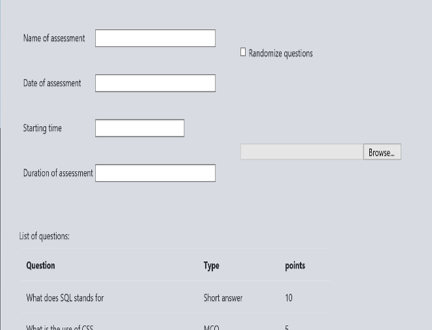 Name of assessment
Randomize questions
Date of assessment
Starting time
Browse...
Duration of assessment
List of questions:
Question Type points
What does SQL stands for Short answer 10
What is the use of CSS MCQ 5